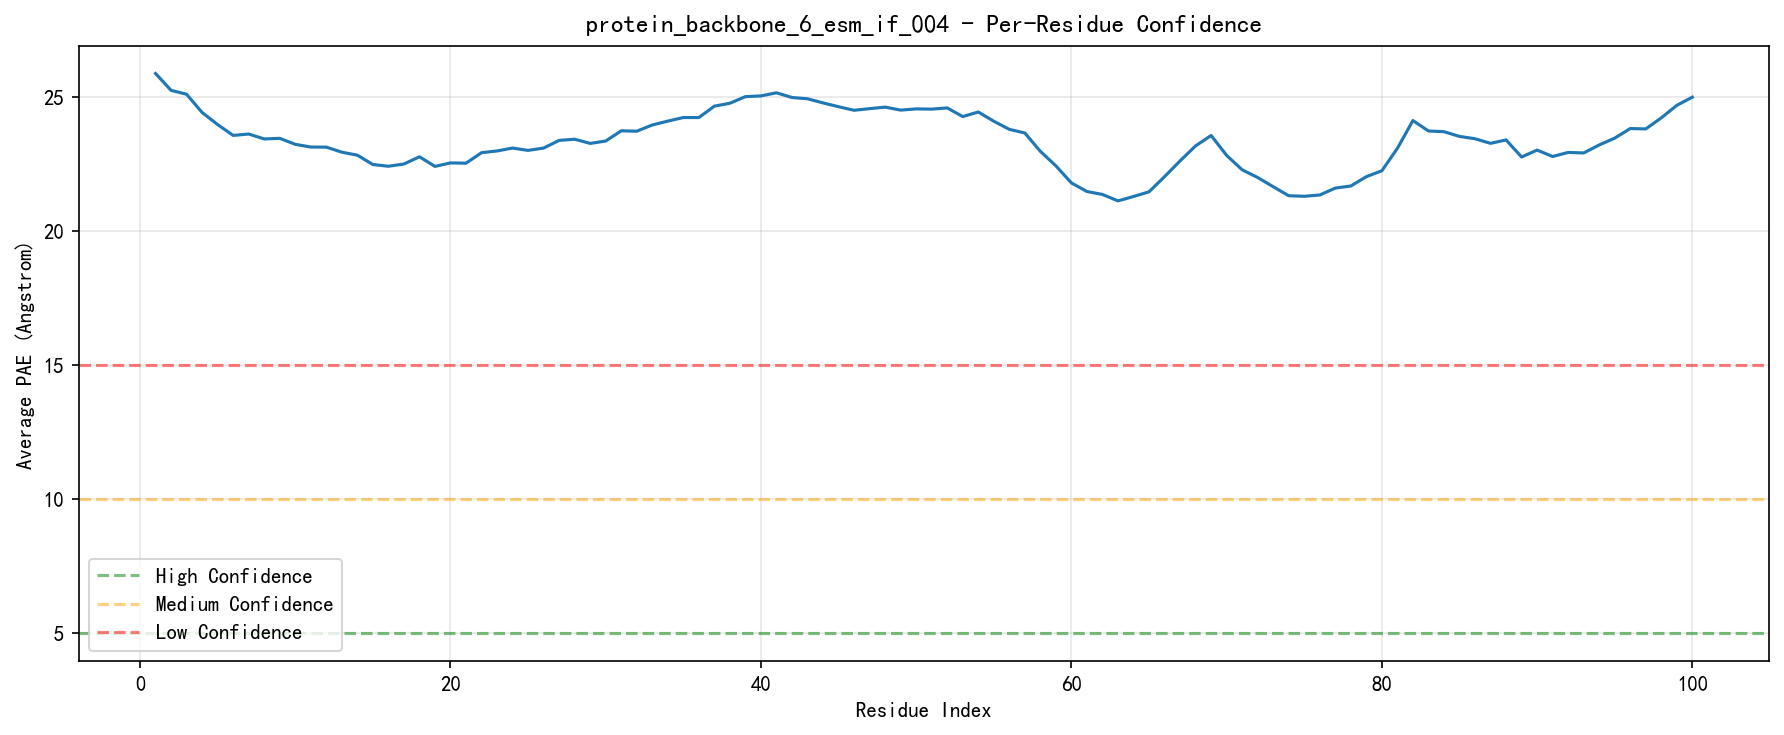 protein_backbone_6_esm_if_004 - Per-Residue Confidence
Average PAE (Angstrom)
25
20
15
10
5
High Confidence
Medium Confidence
Low Confidence
0 20 40 60 80 100
Residue Index